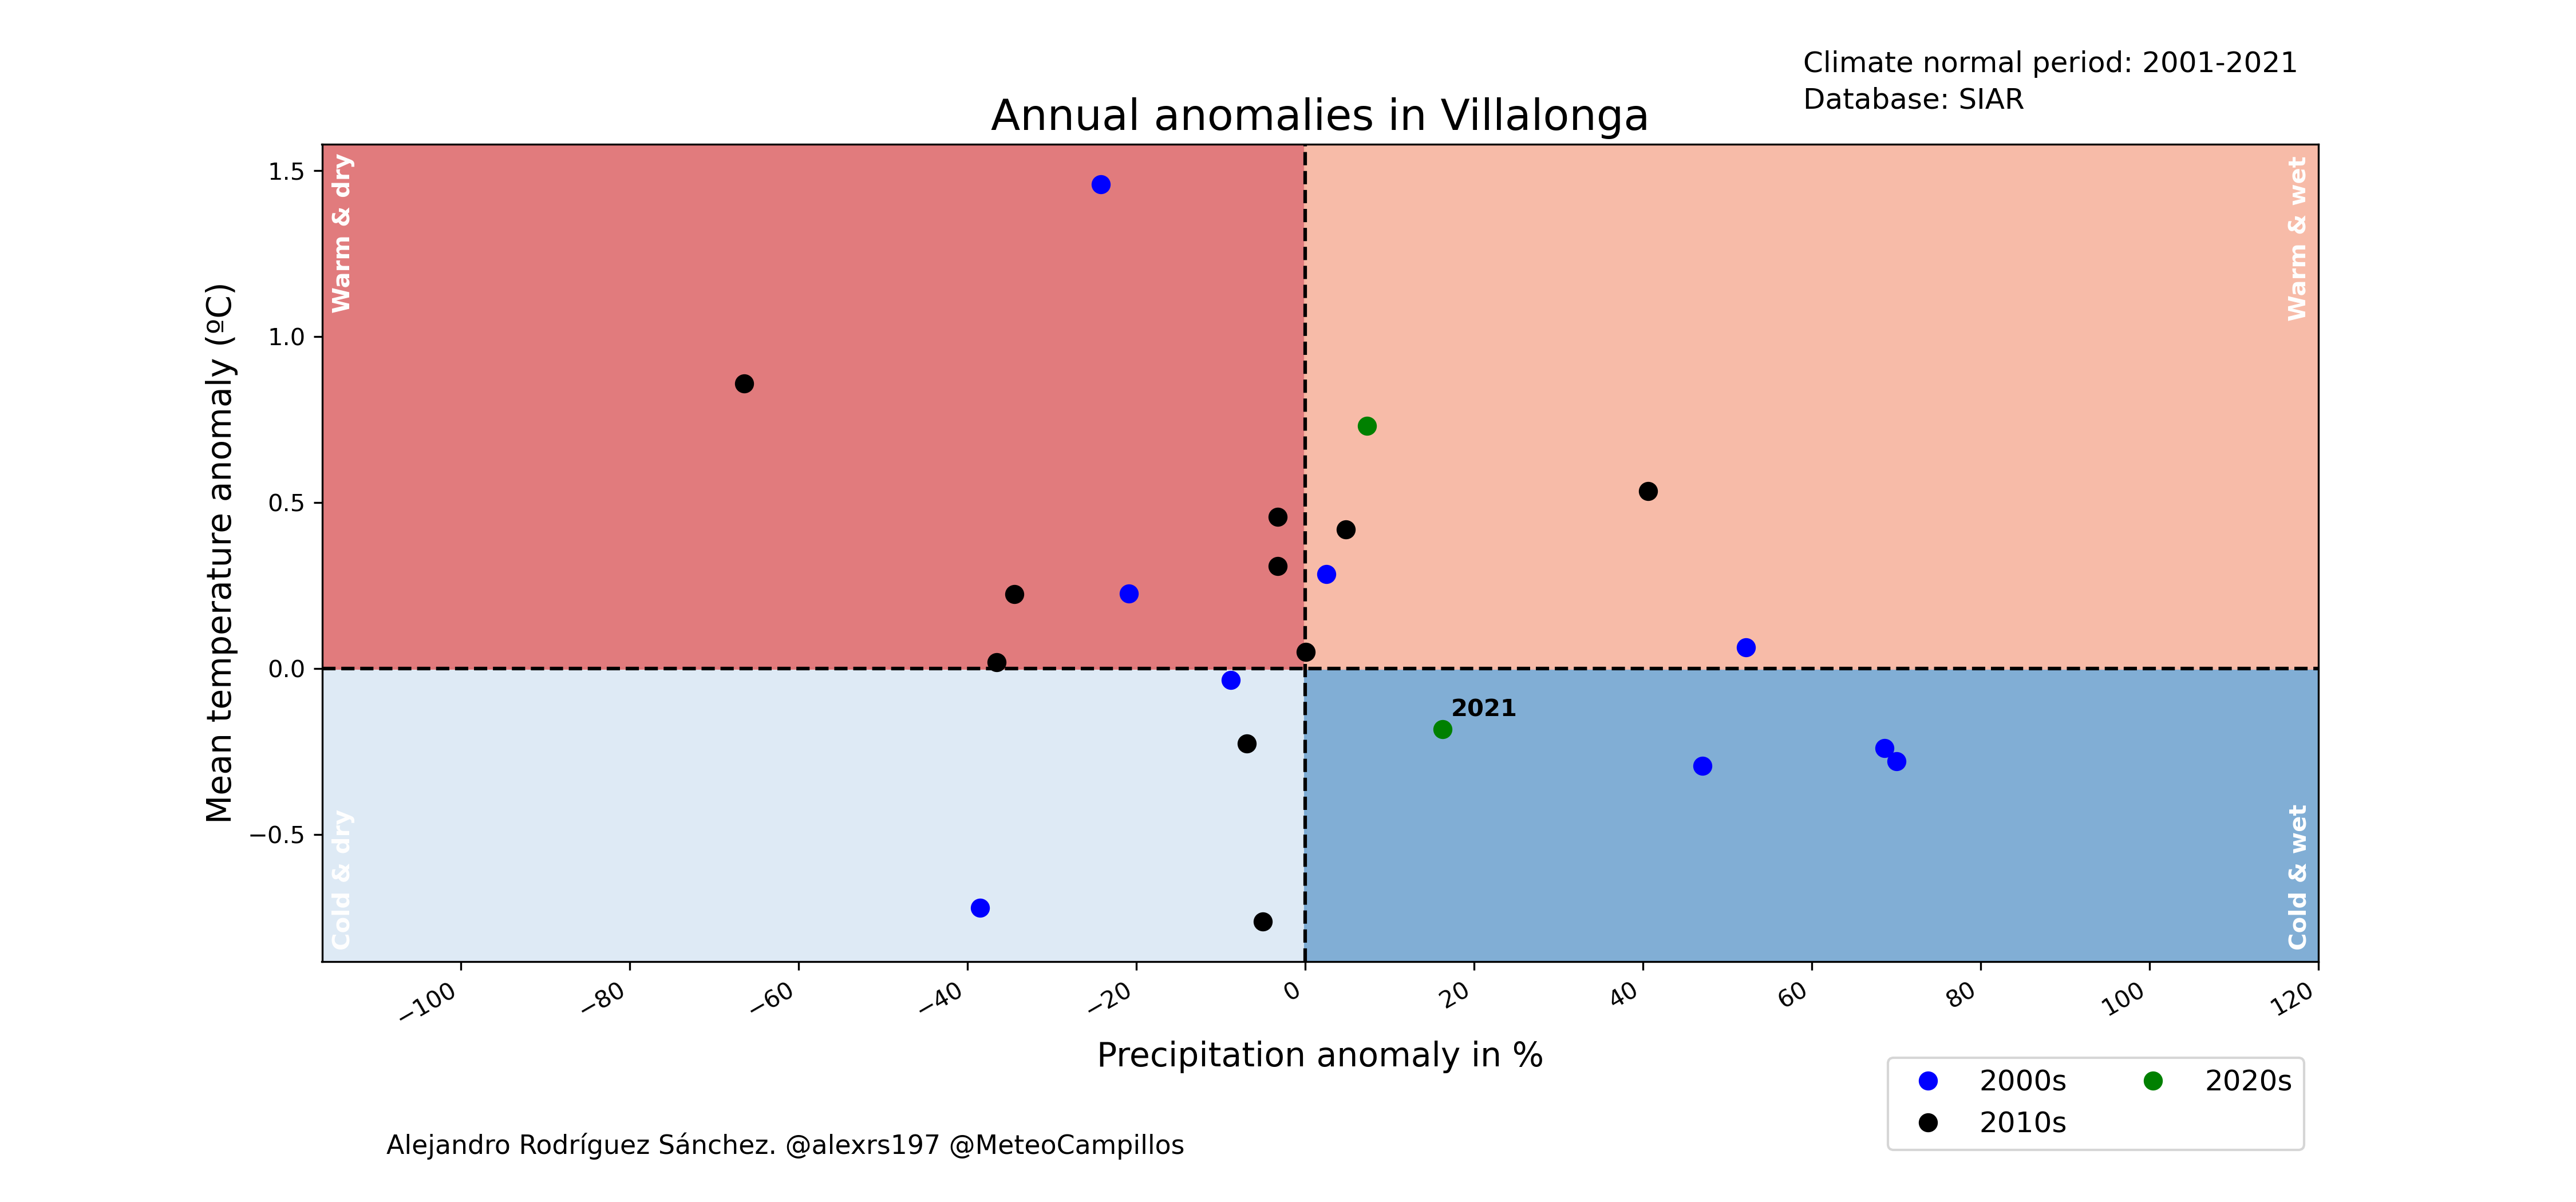 Climate normal period: 2001-2021
Database: SIAR
Annual anomalies in Villalonga
Warm & dry
Warm & wet
1.5
1.0
0.5
0.0
−0.5
Mean temperature anomaly (ºC)
2021
Cold & dry
Cold & wet
−100
−80
−60
−40
−20
0
20
40
60
80
100
120
Precipitation anomaly in %
2000s
2020s
2010s
Alejandro Rodríguez Sánchez. @alexrs197 @MeteoCampillos